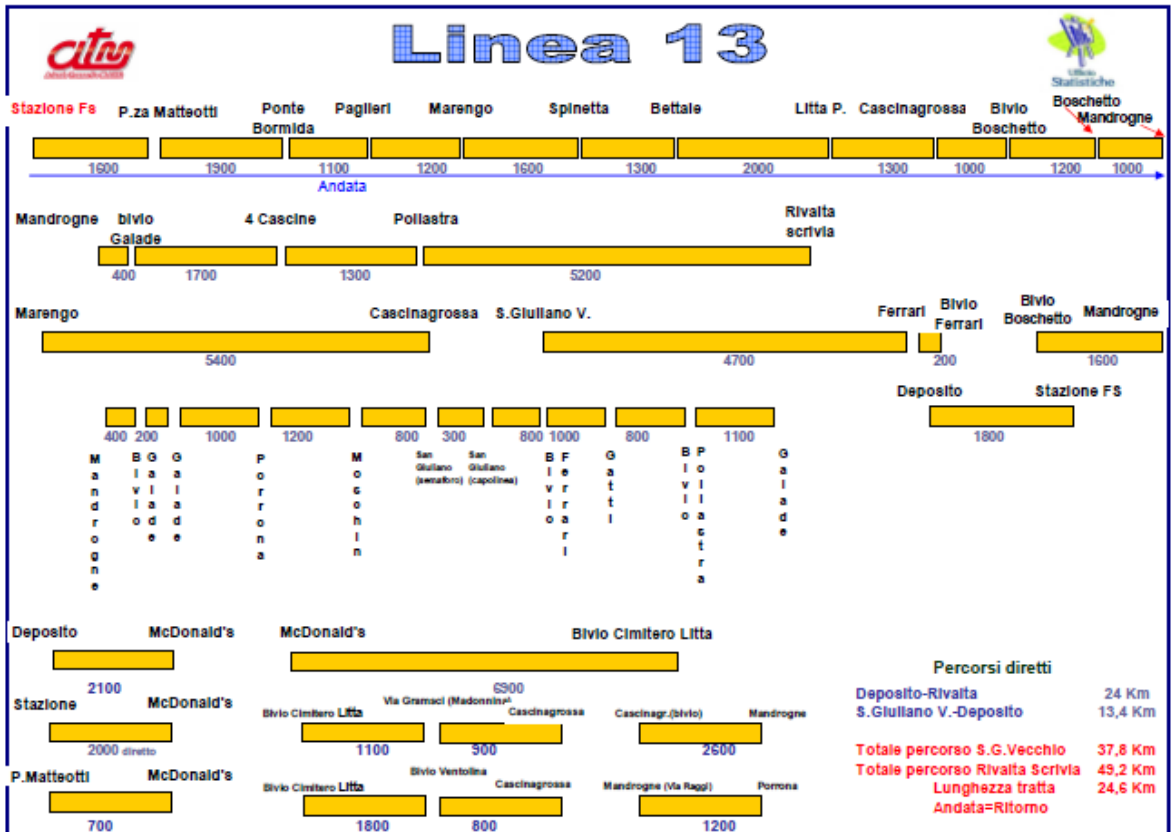 atm
Linea 13
Ufficio
Statistiche
Stazione Fs P.za Matteotti Ponte Bormida Paglieri Marengo Spinetta Bettale Litta P. Cascinagrossa Bivio Boschetto Boschetto Mandrogne
1600 1900 1100 1200 1600 1300 2000 1300 1000 1200 1000
Andata
Mandrogne bivio Galade 4 Cascine Pollastra Rivalta scrivia
400 1700 1300 5200
Marengo Cascinagrossa S.Giuliano V. Ferrari Bivio Ferrari Bivio Boschetto Mandrogne
5400 4700 200 1600
Deposito Stazione FS
1800
400 200 1000 1200 800 300 800 1000 800 1100
Mandrogne Bivio Galade Galade Porrona Moschin San Giuliano (semaforo) San Giuliano (capolinea) Bivio Ferrari Gatti Bivio Pollastra Galade
Deposito McDonald's McDonald's Bivio Cimitero Litta
2100 6900
Stazione McDonald's Bivio Cimitero Litta Via Gramsci (Madonnina) Cascinagrossa Cascinagr.(bivio) Mandrogne
2000 diretto 1100 900 2600
P.Matteotti McDonald's Bivio Cimitero Litta Bivio Ventolina Cascinagrossa Mandrogne (Via Raggi) Porrona
700 1800 800 1200
Percorsi diretti
Deposito-Rivalta 24 Km
S.Giuliano V.-Deposito 13,4 Km
Totale percorso S.G.Vecchio 37,8 Km
Totale percorso Rivalta Scrivia 49,2 Km
Lunghezza tratta 24,6 Km
Andata=Ritorno